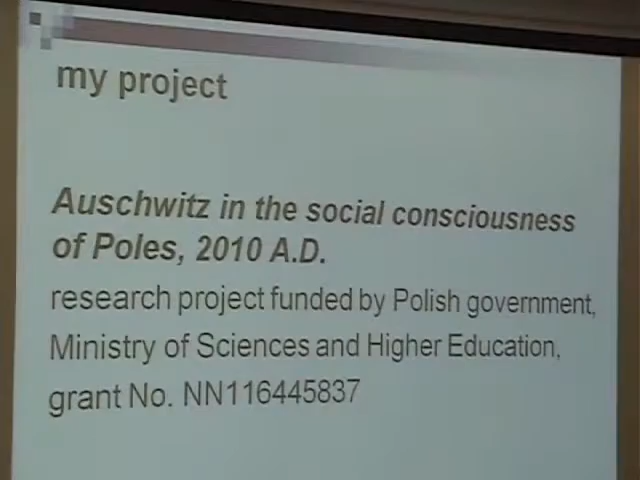 my project
Auschwitz in the social consciousness
of Poles, 2010 A.D.
research project funded by Polish government,
Ministry of Sciences and Higher Education,
grant No. NN116445837